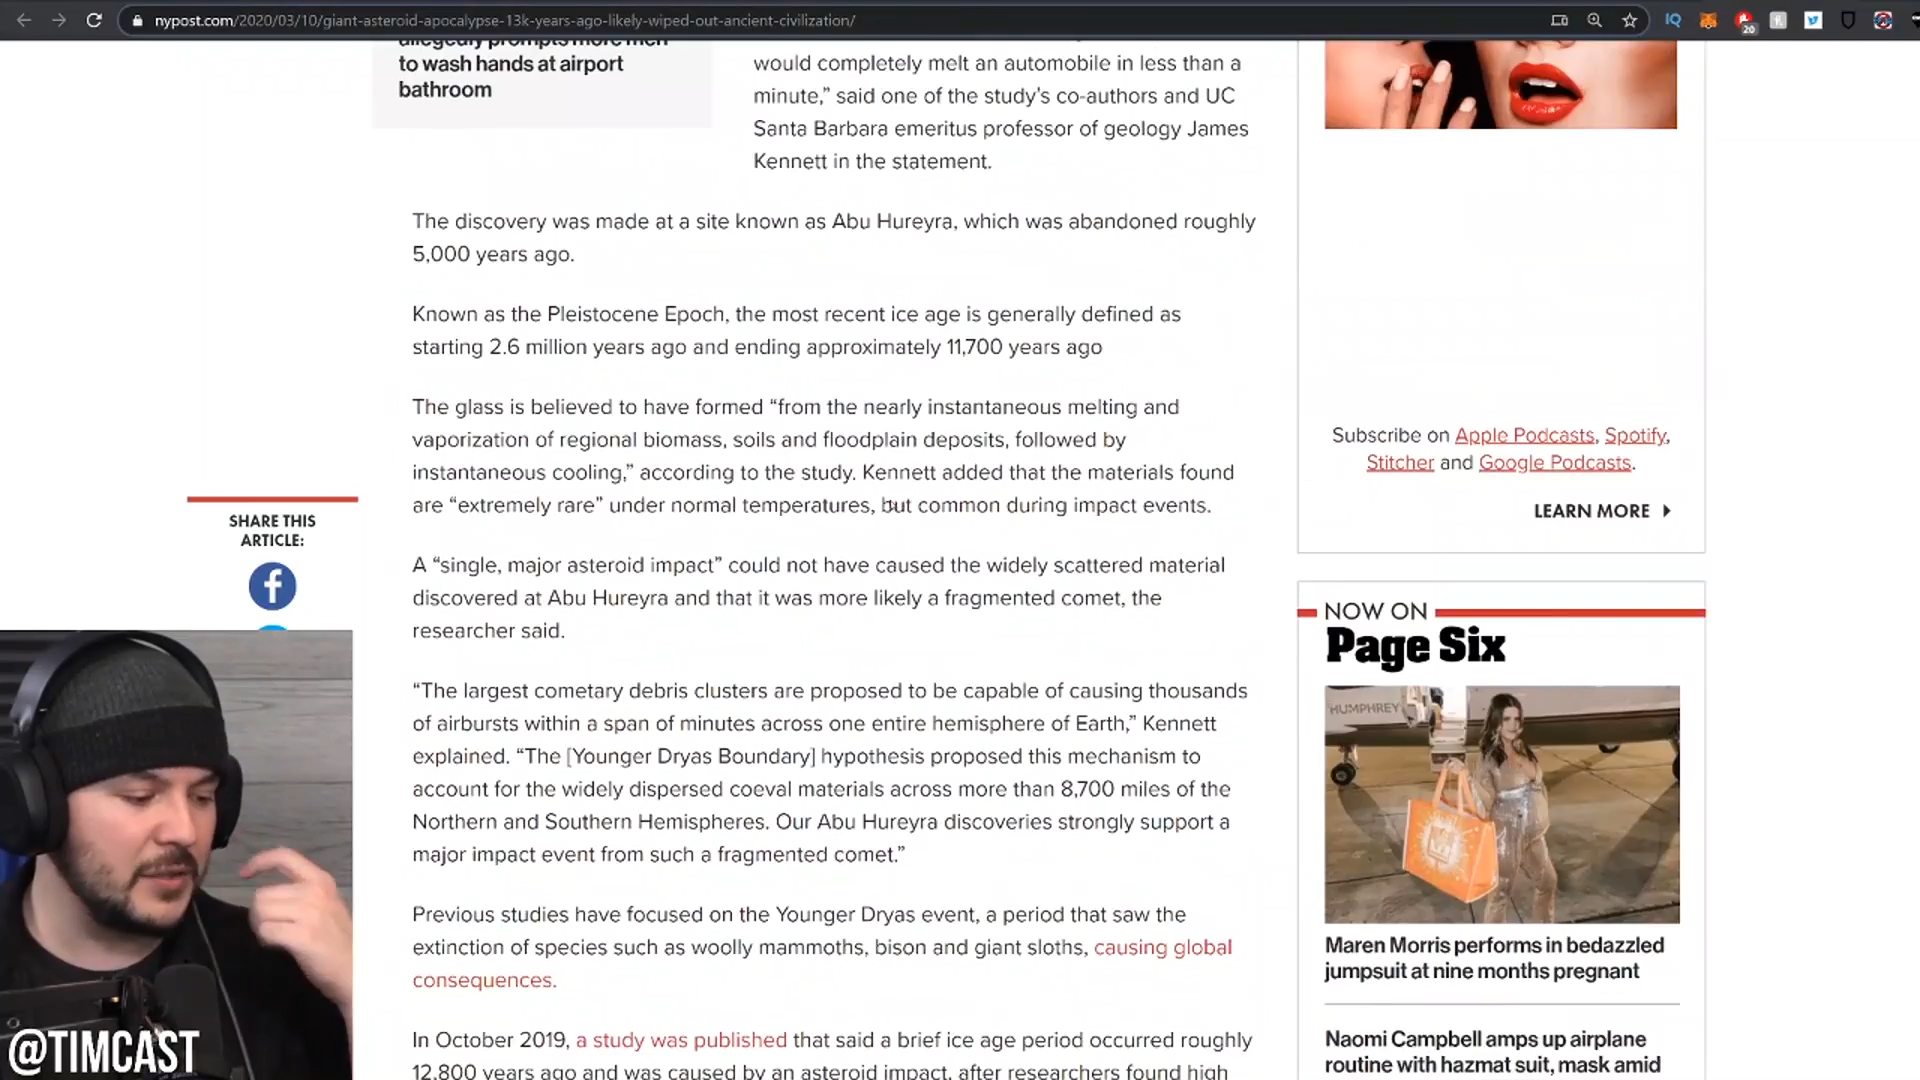 nypost.com/2020/03/10/giant-asteroid-apocalypse-13k-years-ago-likely-wiped-out-ancient-civilization/
20
allegedly prompts more men
to wash hands at airport
bathroom
would completely melt an automobile in less than a
minute,” said one of the study’s co-authors and UC
Santa Barbara emeritus professor of geology James
Kennett in the statement.
The discovery was made at a site known as Abu Hureyra, which was abandoned roughly
5,000 years ago.
Known as the Pleistocene Epoch, the most recent ice age is generally defined as
starting 2.6 million years ago and ending approximately 11,700 years ago
The glass is believed to have formed “from the nearly instantaneous melting and
vaporization of regional biomass, soils and floodplain deposits, followed by
instantaneous cooling,” according to the study. Kennett added that the materials found
are “extremely rare” under normal temperatures, but common during impact events.
A “single, major asteroid impact” could not have caused the widely scattered material
discovered at Abu Hureyra and that it was more likely a fragmented comet, the
researcher said.
“The largest cometary debris clusters are proposed to be capable of causing thousands
of airbursts within a span of minutes across one entire hemisphere of Earth,” Kennett
explained. “The [Younger Dryas Boundary] hypothesis proposed this mechanism to
account for the widely dispersed coeval materials across more than 8,700 miles of the
Northern and Southern Hemispheres. Our Abu Hureyra discoveries strongly support a
major impact event from such a fragmented comet.”
Previous studies have focused on the Younger Dryas event, a period that saw the
extinction of species such as woolly mammoths, bison and giant sloths, causing global
consequences.
In October 2019, a study was published that said a brief ice age period occurred roughly
12,800 years ago and was caused by an asteroid impact, after researchers found high
SHARE THIS
ARTICLE:
@TIMCAST
Subscribe on Apple Podcasts, Spotify,
Stitcher and Google Podcasts.
LEARN MORE
NOW ON
Page Six
HUMPHREY
Maren Morris performs in bedazzled
jumpsuit at nine months pregnant
Naomi Campbell amps up airplane
routine with hazmat suit, mask amid